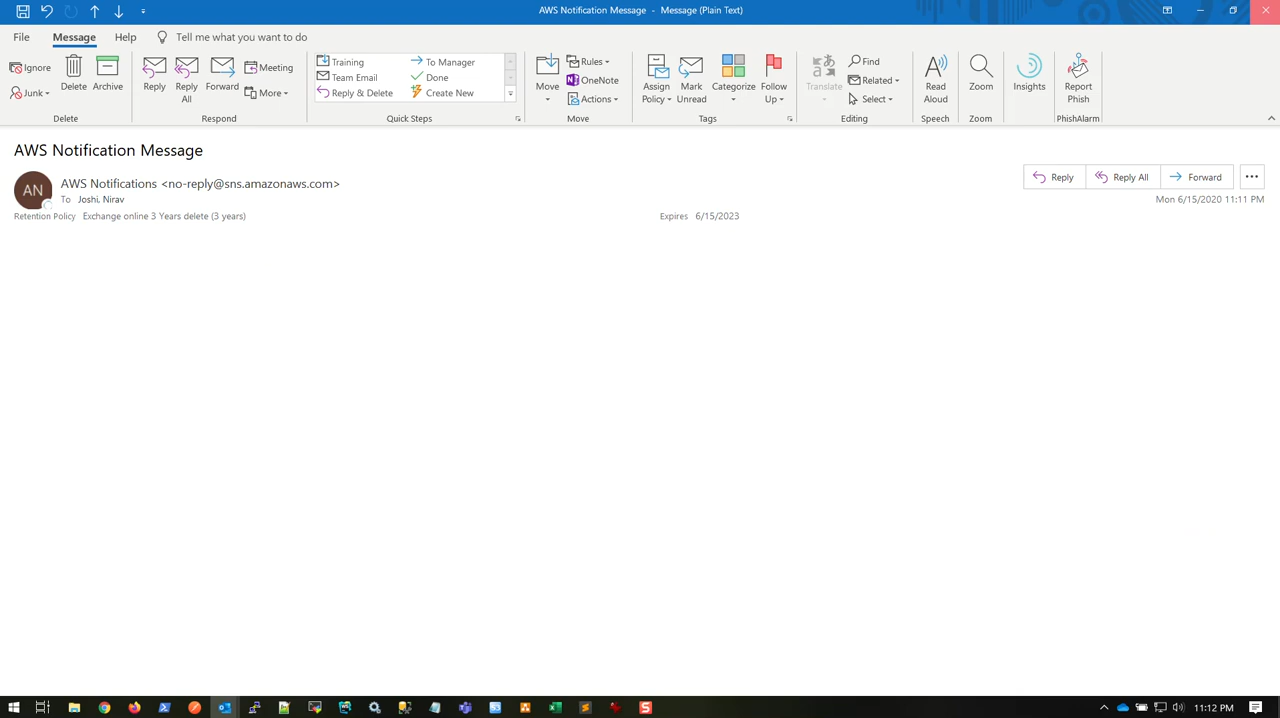 AWS Notification Message - Message (Plain Text)
File Message Help Tell me what you want to do
Ignore
Junk
Delete
Archive
Delete
Reply
Reply All
Forward
Meeting
More
Respond
Training
Team Email
Reply & Delete
To Manager
Done
Create New
Quick Steps
Move
Rules
OneNote
Actions
Move
Assign Policy
Mark Unread
Categorize
Follow Up
Tags
Translate
Find
Related
Select
Editing
Read Aloud
Speech
Zoom
Zoom
Insights
Report Phish
PhishAlarm
AWS Notification Message
AN
AWS Notifications <no-reply@sns.amazonaws.com>
To Joshi, Nirav
Retention Policy Exchange online 3 Years delete (3 years)
Expires 6/15/2023
Reply Reply All Forward
Mon 6/15/2020 11:11 PM
11:12 PM